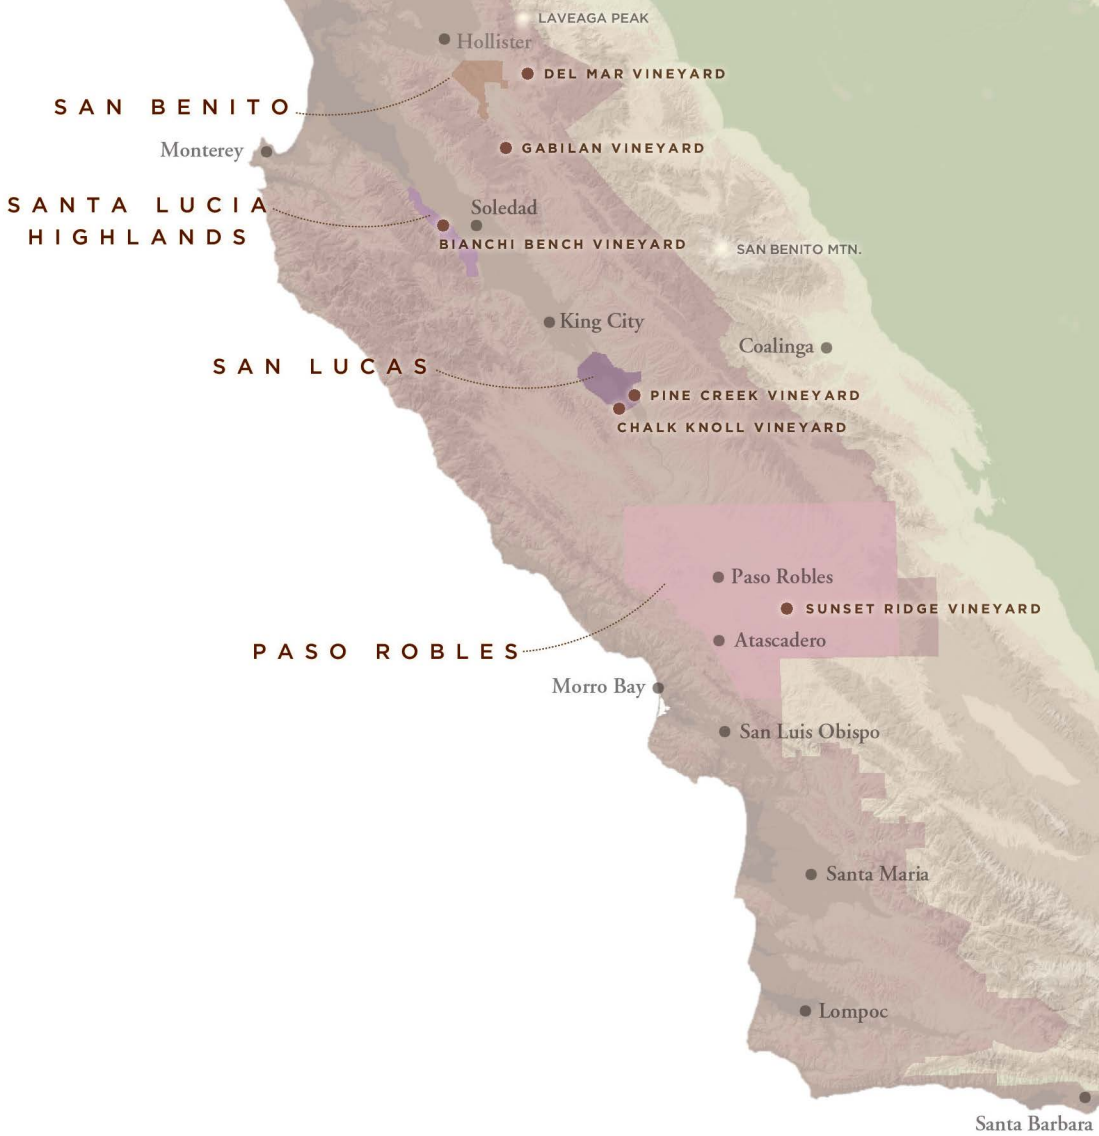 LAVEAGA PEAK
Hollister
DEL MAR VINEYARD
SAN BENITO
Monterey
GABILAN VINEYARD
SANTA LUCIA
HIGHLANDS
Soledad
BIANCHI BENCH VINEYARD
SAN BENITO MTN.
King City
Coalinga
SAN LUCAS
PINE CREEK VINEYARD
CHALK KNOLL VINEYARD
Paso Robles
SUNSET RIDGE VINEYARD
Atascadero
PASO ROBLES
Morro Bay
San Luis Obispo
Santa Maria
Lompoc
Santa Barbara